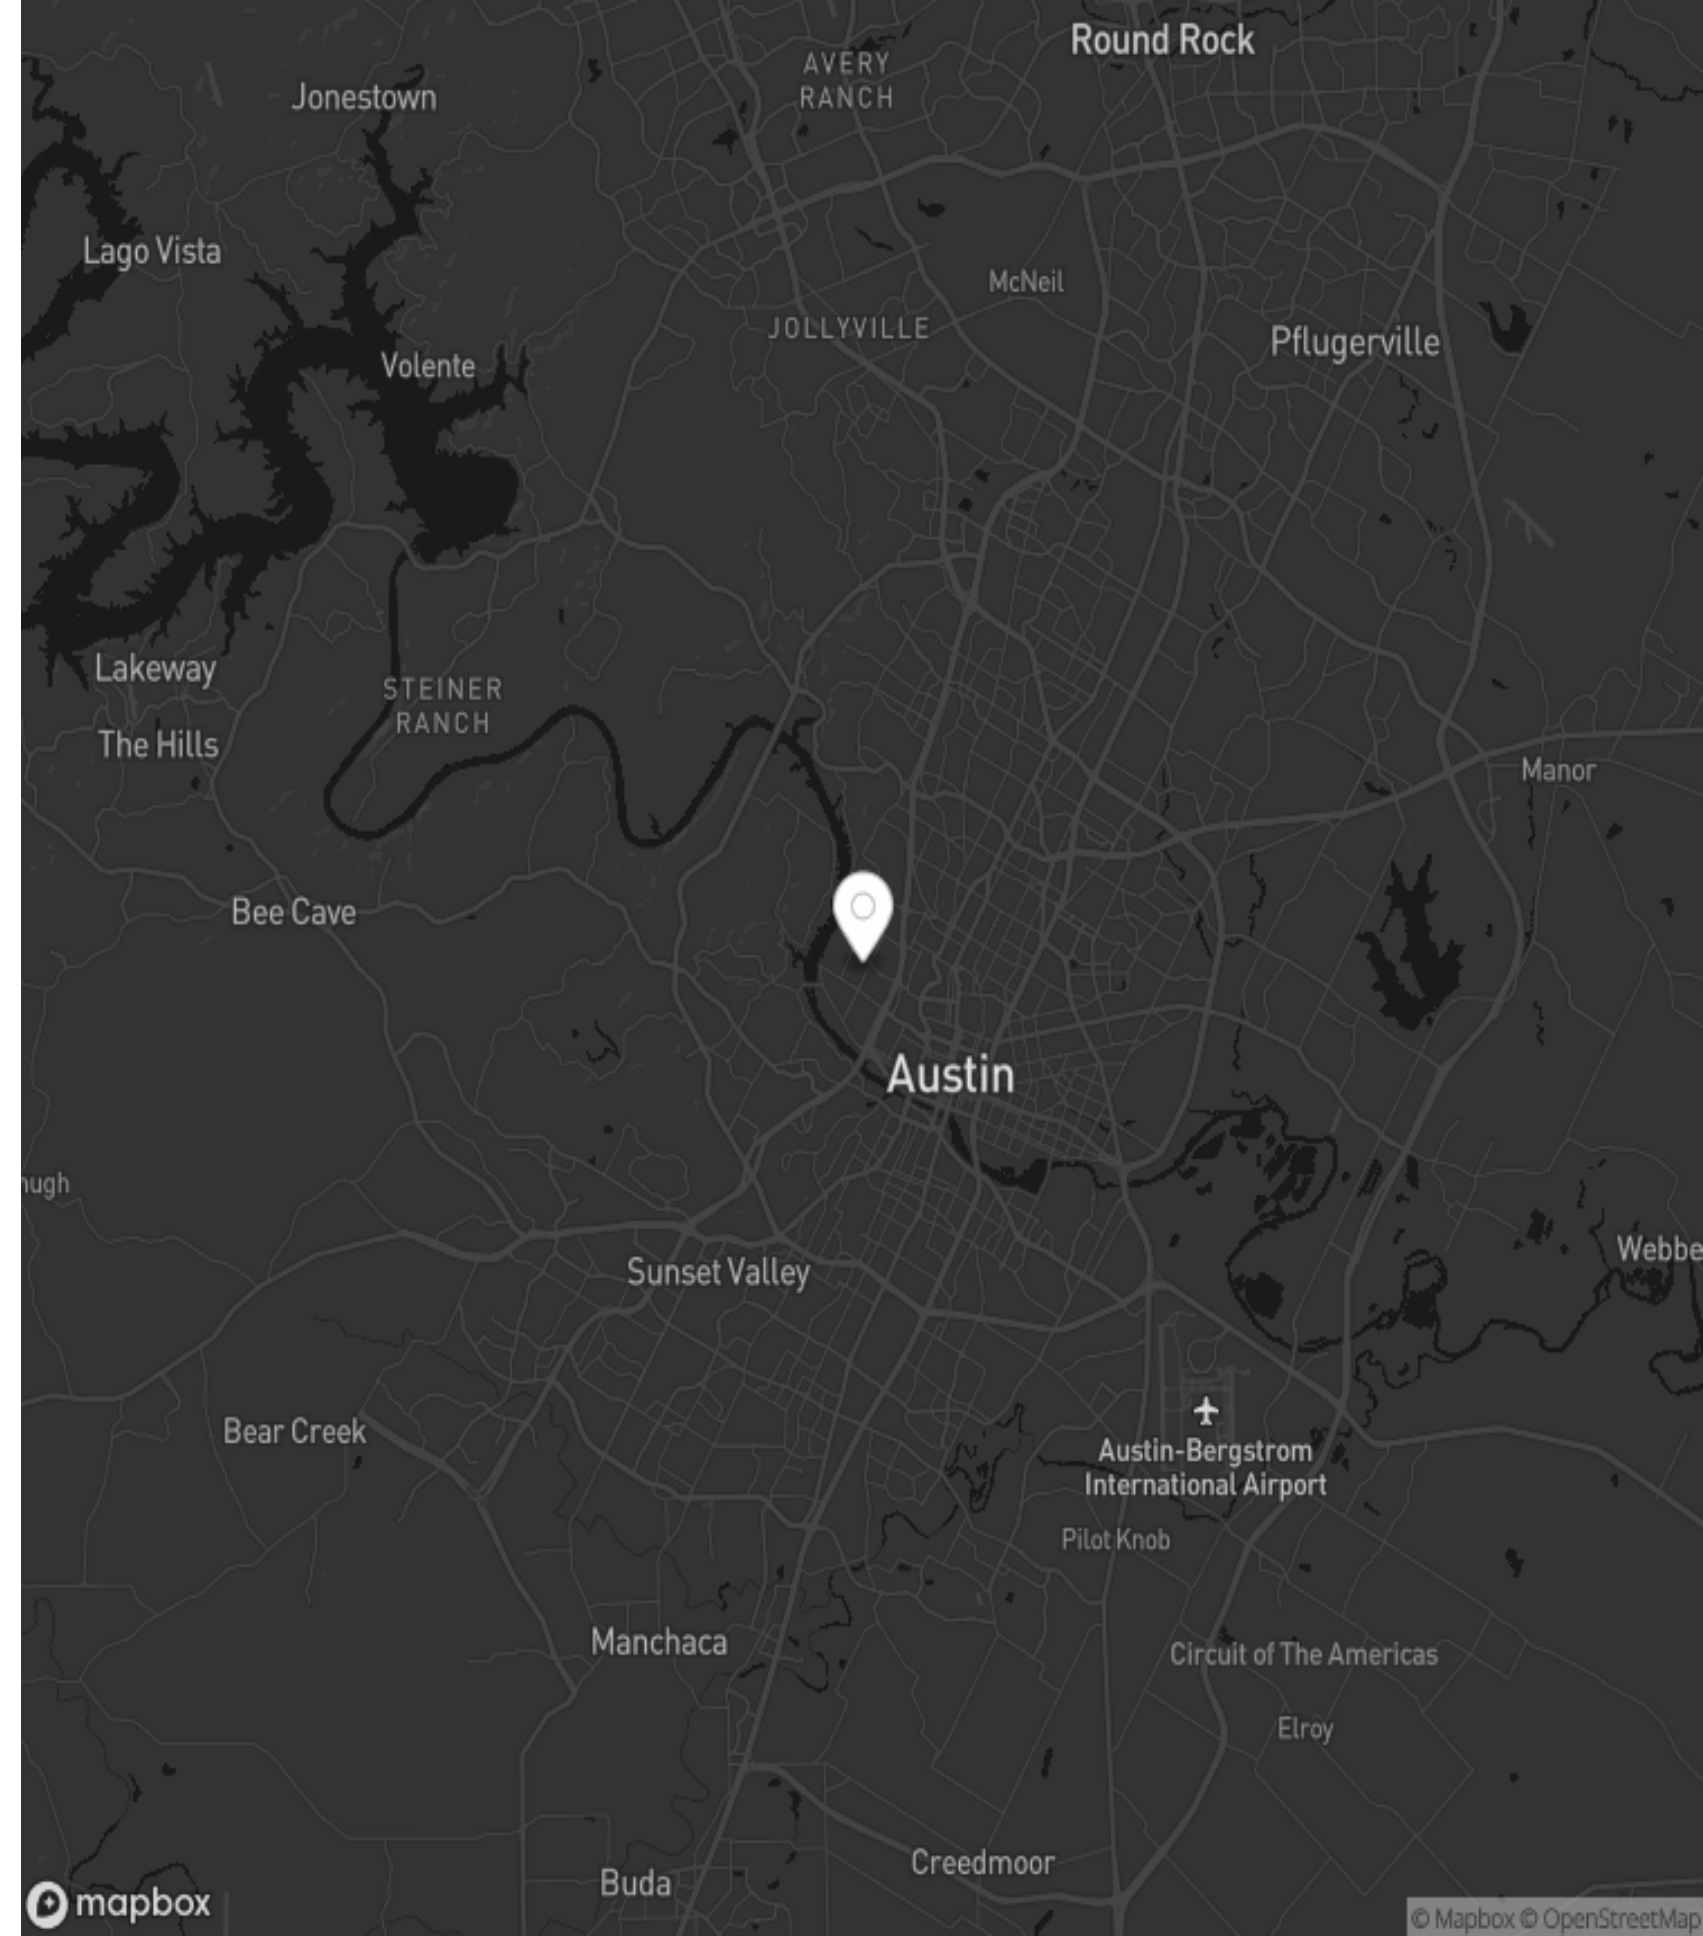 Round Rock
AVERY
RANCH
Jonestown
Lago Vista
McNeil
JOLLYVILLE
Pflugerville
Volente
Lakeway
STEINER
RANCH
The Hills
Manor
Bee Cave
Austin
hugh
Webbe
Sunset Valley
Bear Creek
Austin-Bergstrom
International Airport
Pilot Knob
Manchaca
Circuit of The Americas
Elroy
Creedmoor
Buda
mapbox
© Mapbox © OpenStreetMap